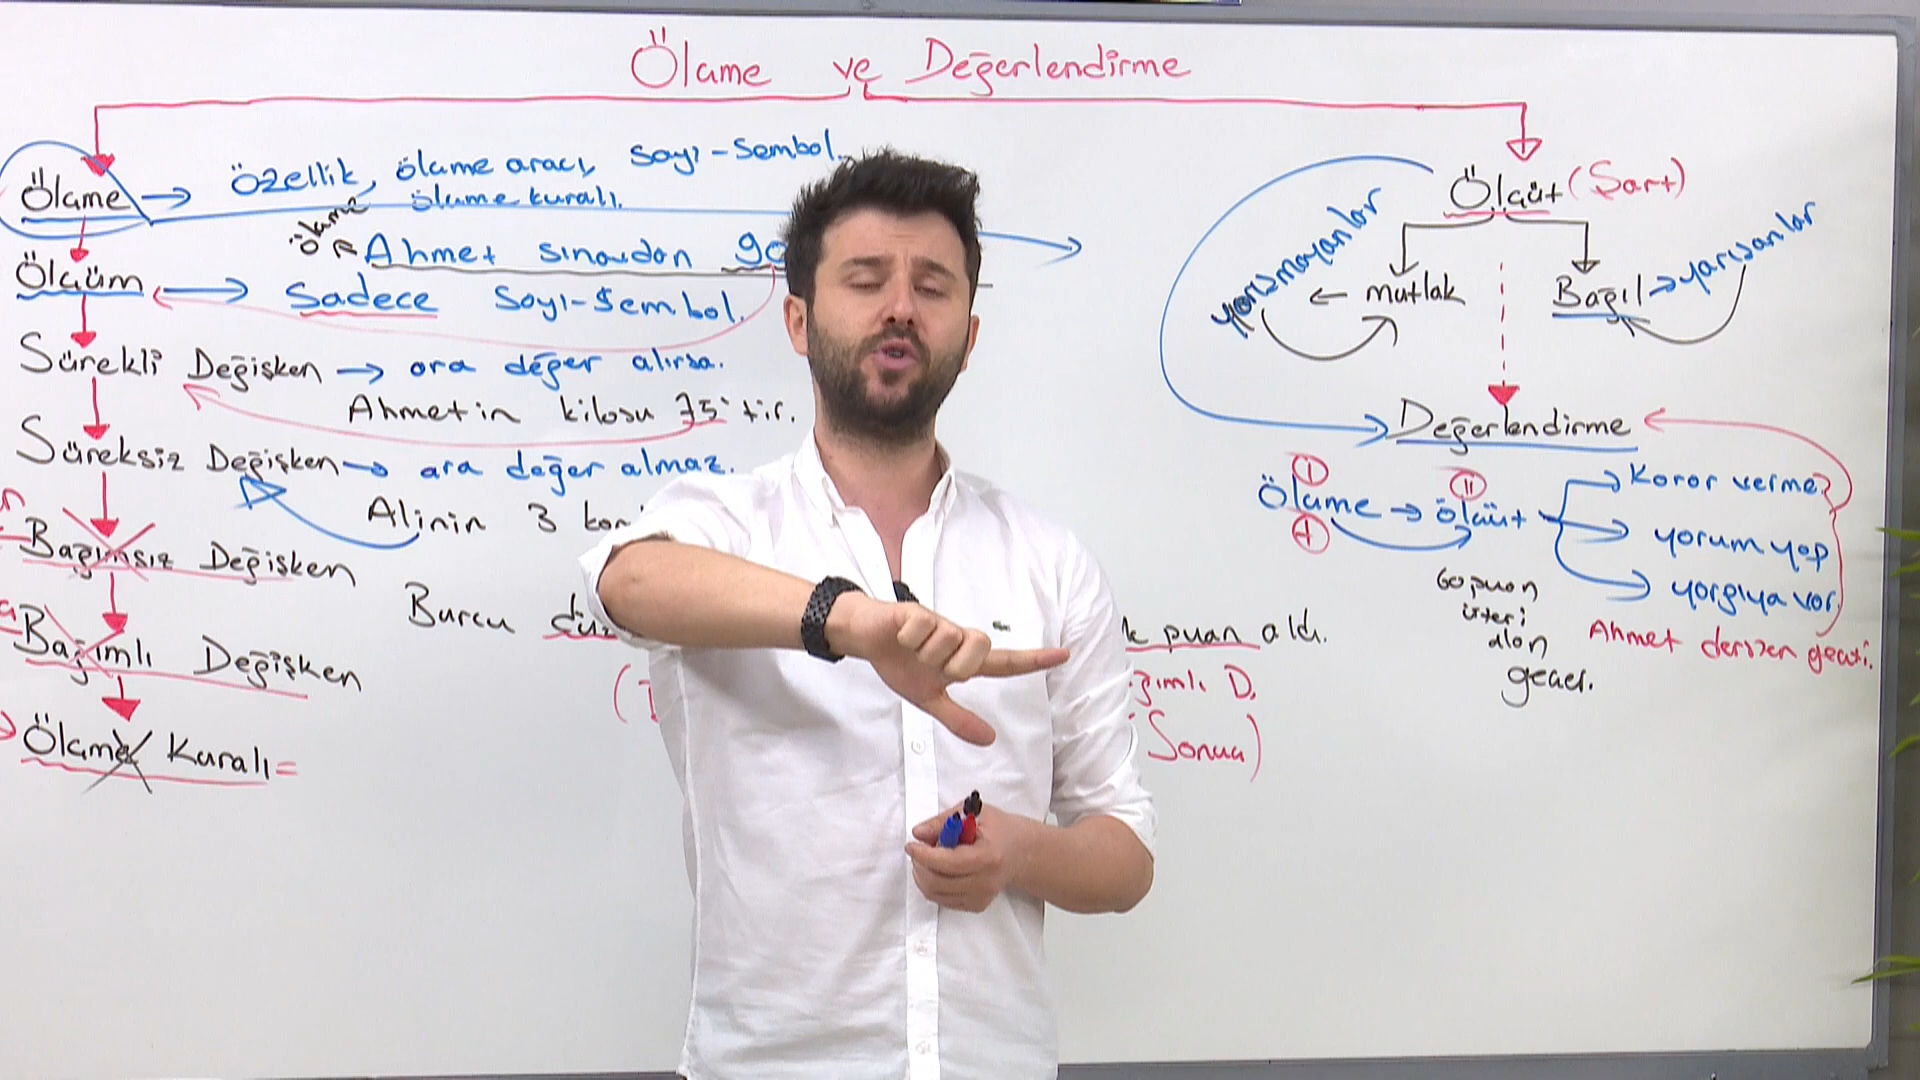 Ölçme ve Değerlendirme
Ölçme → Özellik, ölçme aracı, sayı-sembol.
ölçme kuralı.
ölçme
Ahmet sınavdan 90
Ölçüm → Sadece sayı-sembol.
Sürekli Değişken → ara değer alırsa.
Ahmetin kilosu 75'tir.
Süreksiz Değişken → ara değer almaz.
Alinin 3
Bağımsız Değişken
Burcu
Bağımlı Değişken
Ölçme Kuralı =
puan aldı.
D.
Sonuç)
Ölçüt (Şart)
yarışmayanlar ← mutlak
Bağıl → yarışanlar
Değerlendirme
I II
Ölçme → ölçüt
+
Karar verme
yorum yap
yargıya var.
60 puan
üzeri
alan
geçer.
Ahmet dersten geçti.